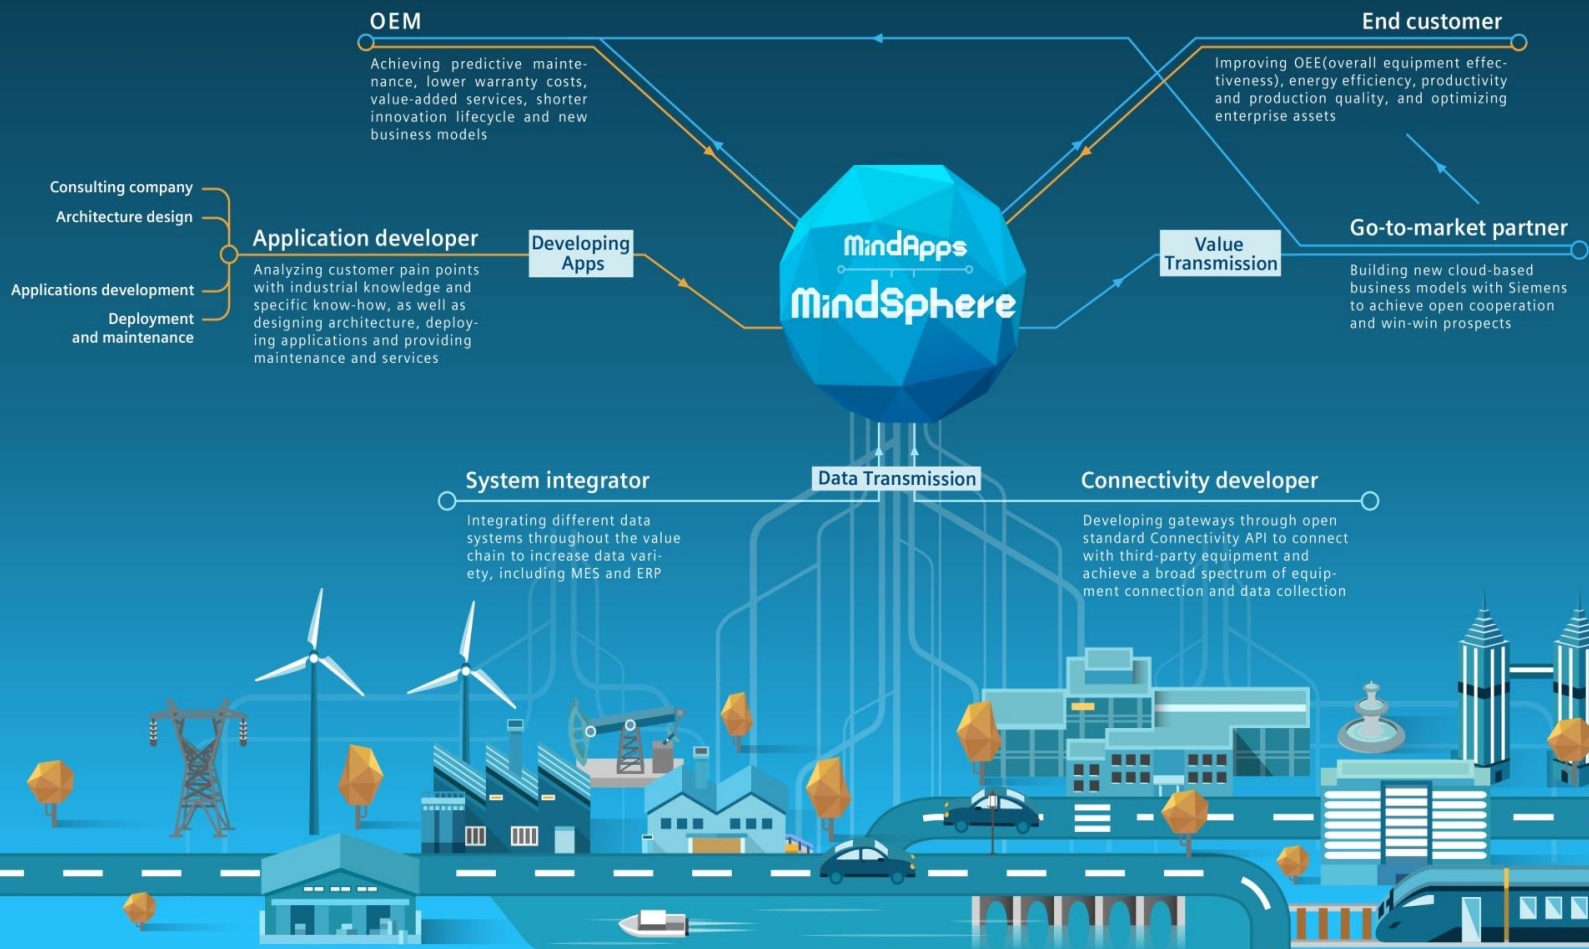 OEM
Achieving predictive mainte-
nance, lower warranty costs,
value-added services, shorter
innovation lifecycle and new
business models
End customer
Improving OEE(overall equipment effec-
tiveness), energy efficiency, productivity
and production quality, and optimizing
enterprise assets
Consulting company
Architecture design
Applications development
Deployment
and maintenance
Application developer
Analyzing customer pain points
with industrial knowledge and
specific know-how, as well as
designing architecture, deploy-
ing applications and providing
maintenance and services
Developing
Apps
MindApps
MindSphere
Value
Transmission
Go-to-market partner
Building new cloud-based
business models with Siemens
to achieve open cooperation
and win-win prospects
System integrator
Integrating different data
systems throughout the value
chain to increase data vari-
ety, including MES and ERP
Data Transmission
Connectivity developer
Developing gateways through open
standard Connectivity API to connect
with third-party equipment and
achieve a broad spectrum of equip-
ment connection and data collection